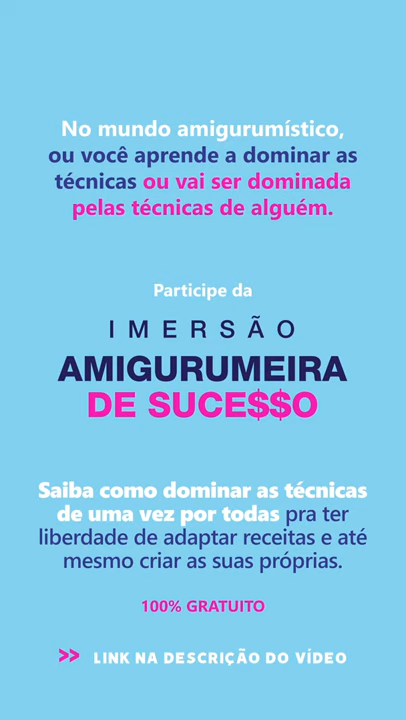 No mundo amigurumístico,
ou você aprende a dominar as
técnicas ou vai ser dominada
pelas técnicas de alguém.
Participe da
IMERSÃO
AMIGURUMEIRA
DE SUCE$$O
Saiba como dominar as técnicas
de uma vez por todas pra ter
liberdade de adaptar receitas e até
mesmo criar as suas próprias.
100% GRATUITO
>> LINK NA DESCRIÇÃO DO VÍDEO